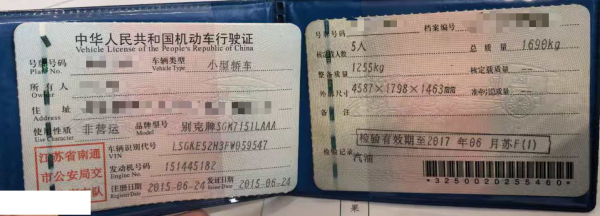 中华人民共和国机动车行驶证
Vehicle License of the People's Republic of China
号牌号码 车辆类型 小型轿车
Plate No. Vehicle Type
所有人
Owner
住址
Address
使用性质 非营运 品牌型号 别克牌SGM7151LAAA
Use Character
江苏省南通
市公安局交
车辆识别代号 LSGKE52H3FW059547
VIN
发动机号码 151445182
Engine No.
注册日期 2015-06-24 发证日期 2015-06-24
Register Date Issue Date
号牌号码 档案编号
核定载人数 5人 总质量 1690kg
整备质量 1255kg 核定载质量
外廓尺寸 4587×1798×1463 准牵引总质量
备注
检验有效期至2017年06月苏F(1)
检验记录
汽油
*3250020255460*
果